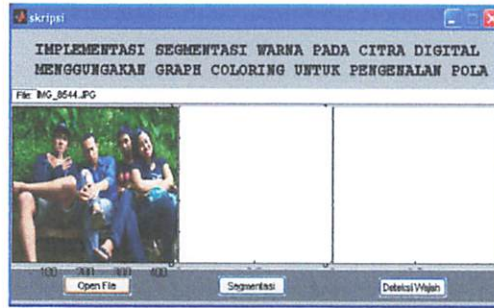 skripsi
IMPLEMENTASI SEGMENTASI WARNA PADA CITRA DIGITAL
MENGGUNGAKAN GRAPH COLORING UNTUK PENGENALAN POLA
File: IMG_8544.JPG
100 200 300 400
Open File
Segmentasi
Deteksi Wajah